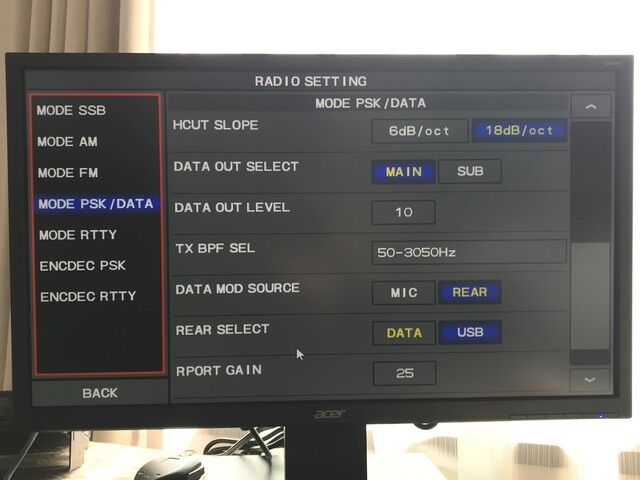 RADIO SETTING
MODE SSB
MODE AM
MODE FM
MODE PSK/DATA
MODE RTTY
ENCDEC PSK
ENCDEC RTTY
BACK
MODE PSK/DATA
HCUT SLOPE 6dB/oct 18dB/oct
DATA OUT SELECT MAIN SUB
DATA OUT LEVEL 10
TX BPF SEL 50-3050Hz
DATA MOD SOURCE MIC REAR
REAR SELECT DATA USB
RPORT GAIN 25
acer